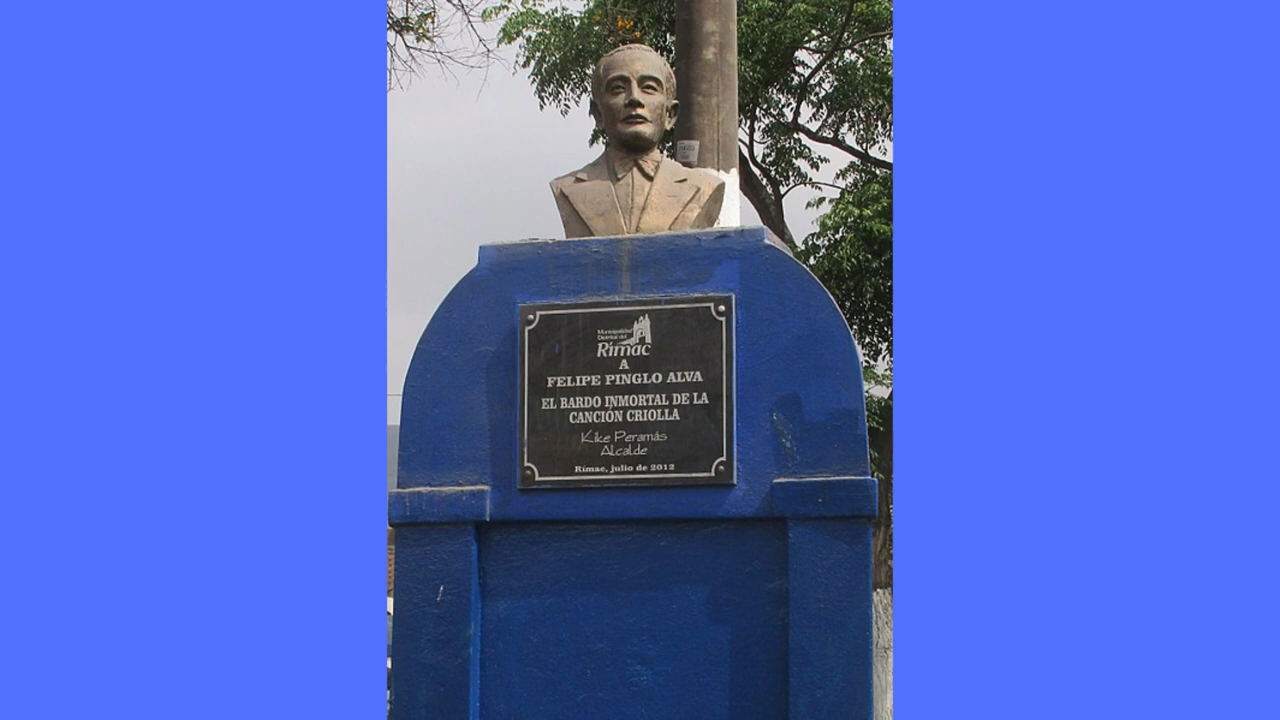 Municipalidad
Distrital del
Rímac
A
FELIPE PINGLO ALVA
EL BARDO INMORTAL DE LA
CANCIÓN CRIOLLA
Kike Peramás
Alcalde
Rímac, julio de 2012